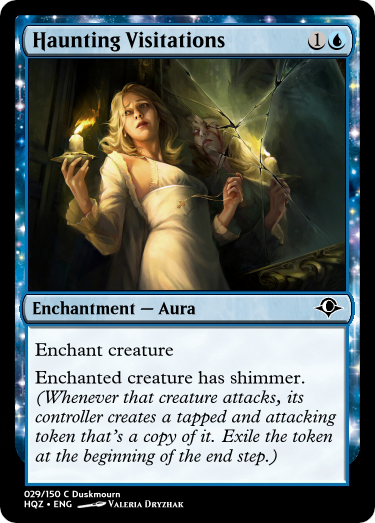 Haunting Visitations 1
Enchantment — Aura
Enchant creature
Enchanted creature has shimmer.
(Whenever that creature attacks, its
controller creates a tapped and attacking
token that's a copy of it. Exile the token
at the beginning of the end step.)
029/150 C Duskmourn
HQZ • ENG Valeria Dryzhak